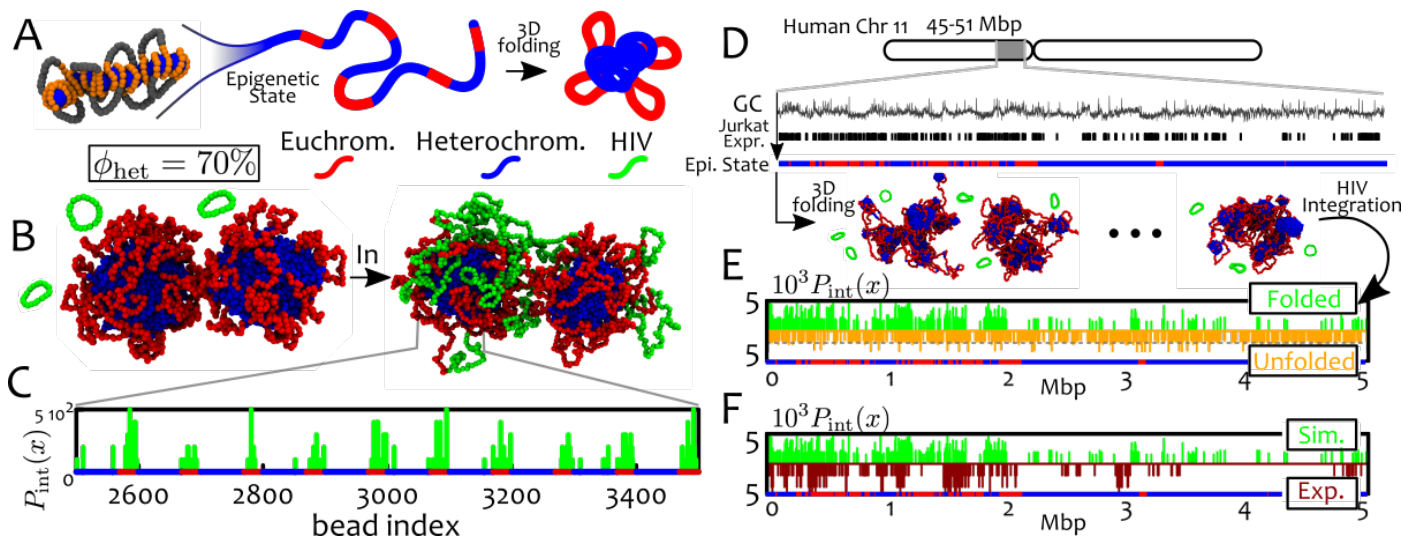 A
Epigenetic
State
3D
folding
ϕhet = 70%
Euchrom.
Heterochrom.
HIV
B
In
C
Pint(x)
5 10²
0
2600
2800
3000
3200
3400
bead index
D
Human Chr 11
45-51 Mbp
GC
Jurkat
Expr.
Epi. State
3D
folding
HIV
Integration
E
10³Pint(x)
Folded
5
5
Unfolded
0
1
2
3
4
5
Mbp
F
10³Pint(x)
Sim.
5
5
Exp.
0
1
2
3
4
5
Mbp